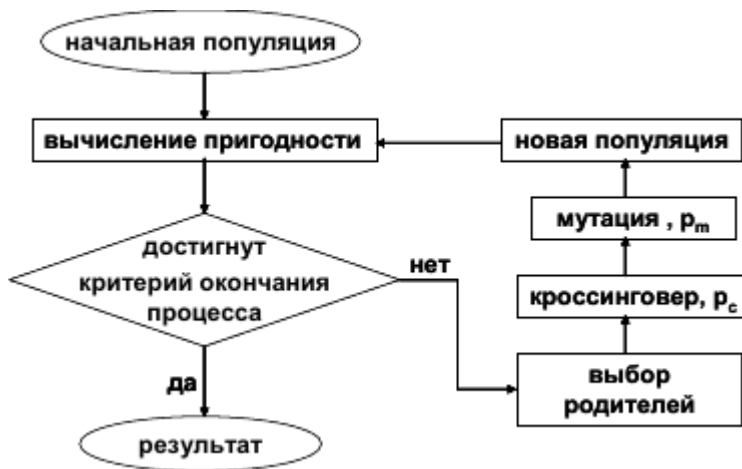 начальная популяция
вычисление пригодности
новая популяция
мутация , pm
достигнут
критерий окончания
процесса
нет
кроссинговер, pc
выбор
родителей
да
результат